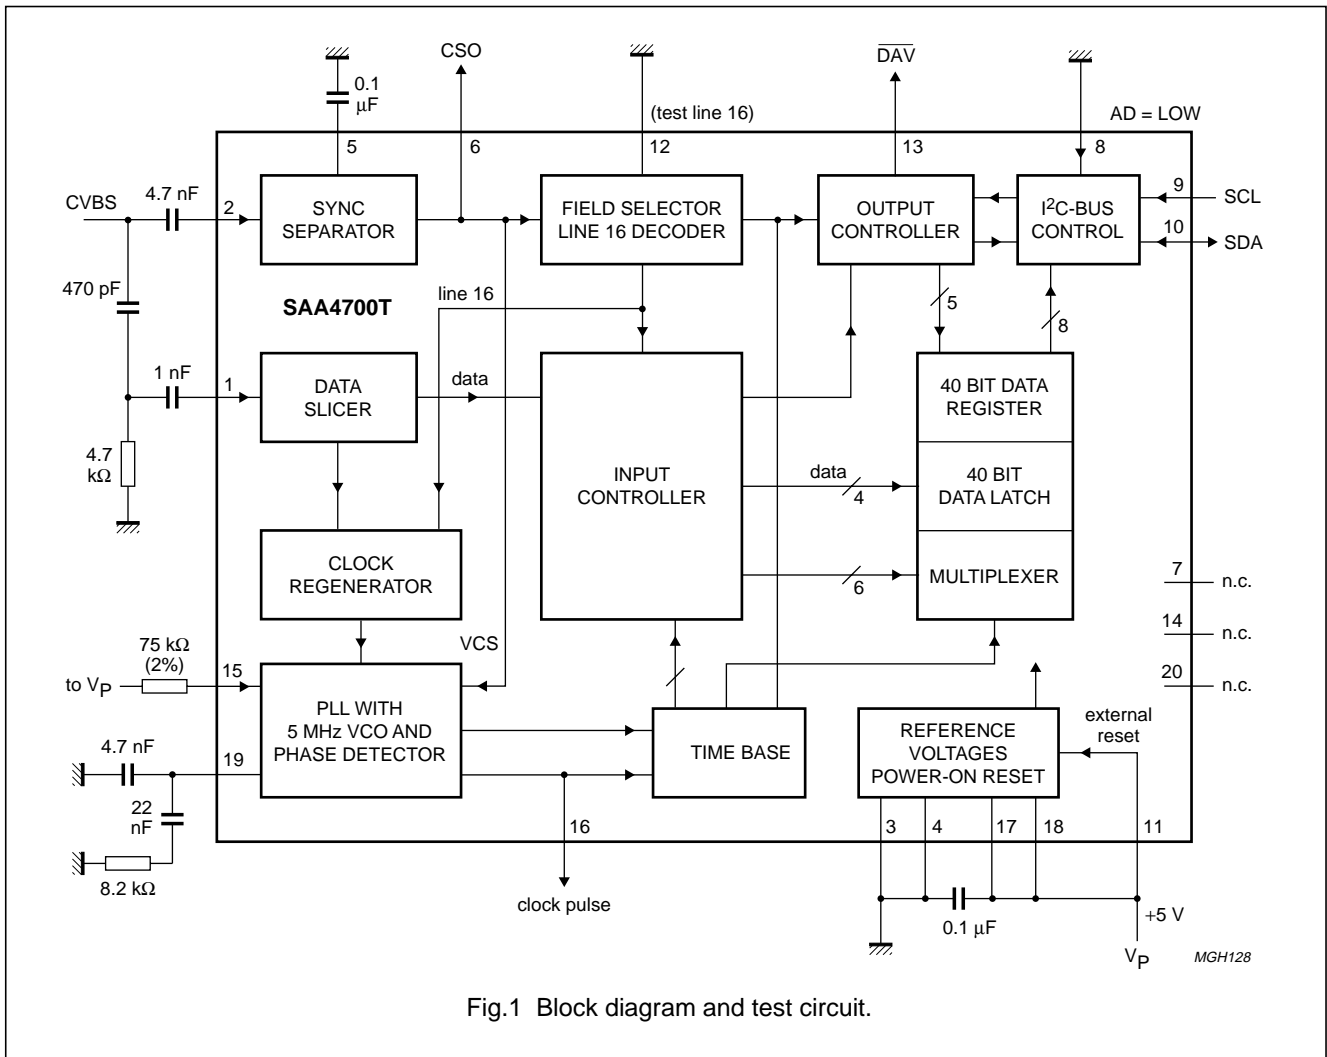 CSO
DAV
0.1
μF
(test line 16)
AD = LOW
5
6
12
13
8
CVBS
4.7 nF
2
SYNC
SEPARATOR
FIELD SELECTOR
LINE 16 DECODER
OUTPUT
CONTROLLER
I²C-BUS
CONTROL
9
SCL
10
SDA
470 pF
SAA4700T
line 16
5
8
1 nF
1
DATA
SLICER
data
40 BIT DATA
REGISTER
4.7
kΩ
INPUT
CONTROLLER
data
4
40 BIT
DATA LATCH
CLOCK
REGENERATOR
6
MULTIPLEXER
7
n.c.
14
n.c.
20
n.c.
75 kΩ
(2%)
VCS
to VP
15
PLL WITH
5 MHz VCO AND
PHASE DETECTOR
TIME BASE
REFERENCE
VOLTAGES
POWER-ON RESET
external
reset
4.7 nF
19
22
nF
8.2 kΩ
16
clock pulse
3
4
17
18
11
0.1 μF
+5 V
VP
MGH128
Fig.1 Block diagram and test circuit.